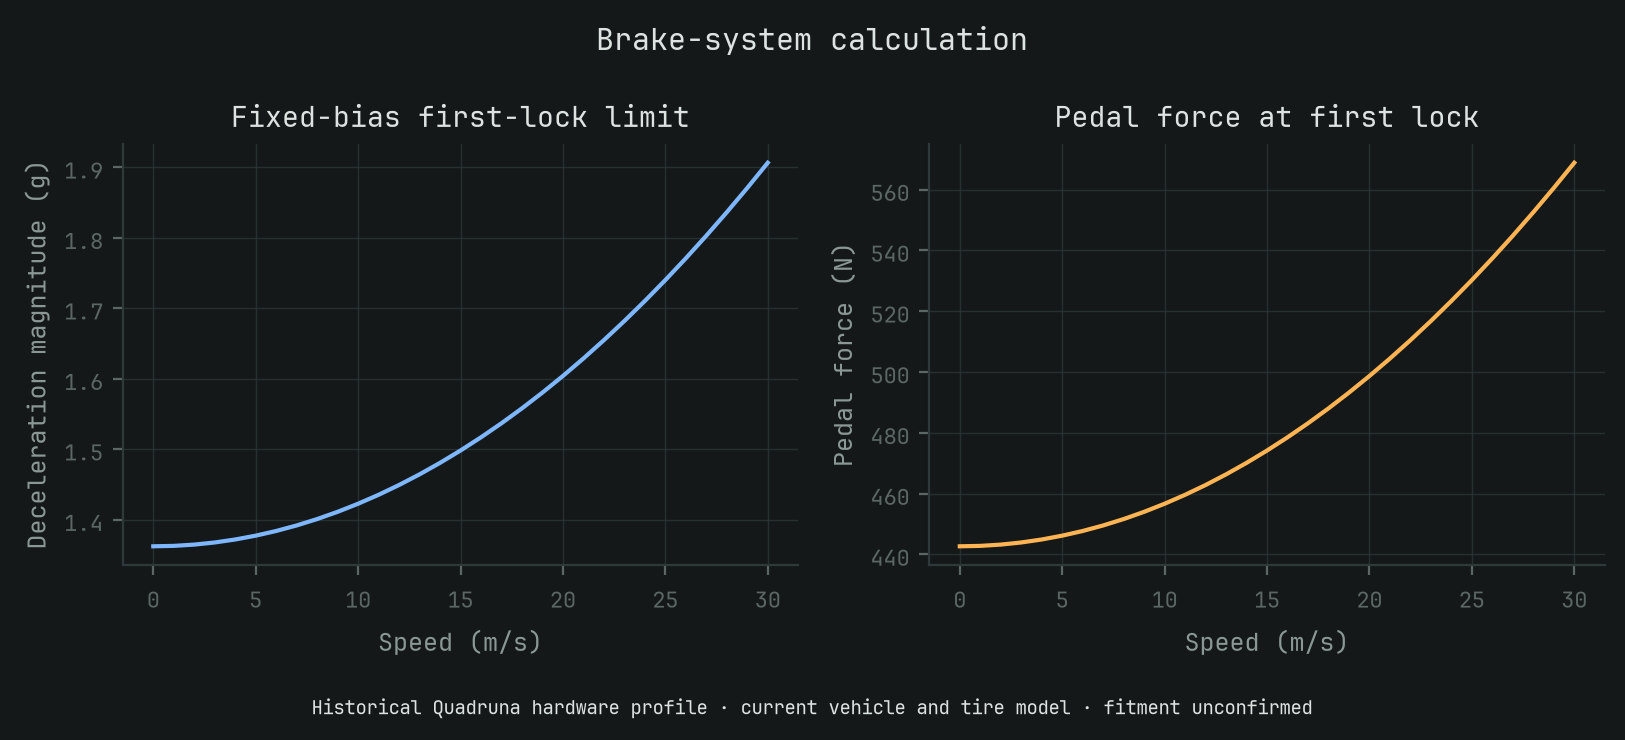 Brake-system calculation
Fixed-bias first-lock limit
Deceleration magnitude (g)
1.9
1.8
1.7
1.6
1.5
1.4
0 5 10 15 20 25 30
Speed (m/s)
Pedal force at first lock
Pedal force (N)
560
540
520
500
480
460
440
0 5 10 15 20 25 30
Speed (m/s)
Historical Quadruna hardware profile · current vehicle and tire model · fitment unconfirmed